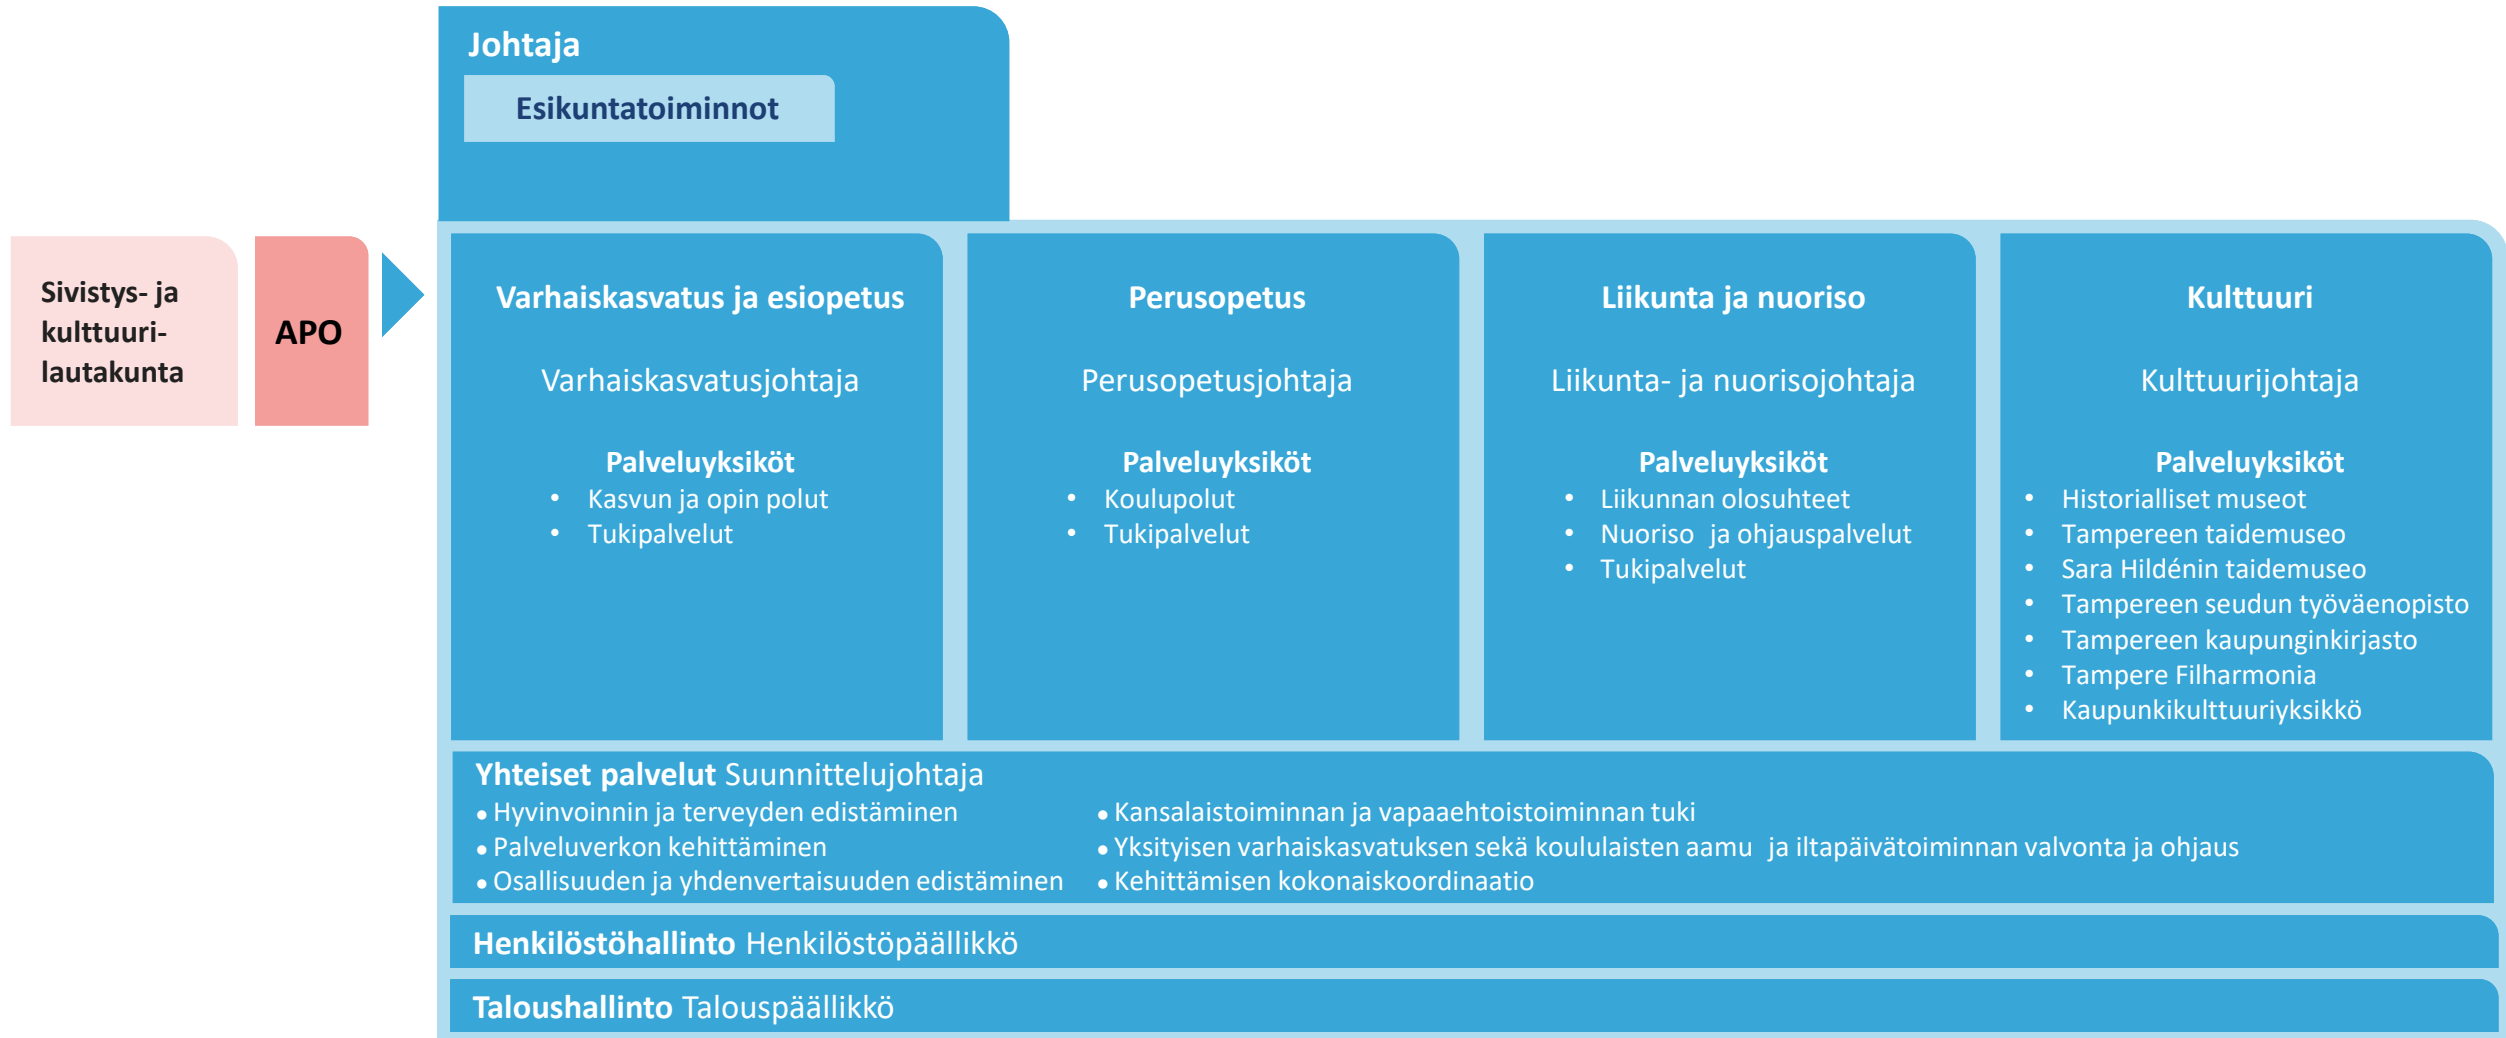 Johtaja
Esikuntatoiminnot
Sivistys- ja
kulttuuri-
lautakunta
APO
Varhaiskasvatus ja esiopetus
Varhaiskasvatusjohtaja
Palveluyksiköt
• Kasvun ja opin polut
• Tukipalvelut
Perusopetus
Perusopetusjohtaja
Palveluyksiköt
• Koulupolut
• Tukipalvelut
Liikunta ja nuoriso
Liikunta- ja nuorisojohtaja
Palveluyksiköt
• Liikunnan olosuhteet
• Nuoriso ja ohjauspalvelut
• Tukipalvelut
Kulttuuri
Kulttuurijohtaja
Palveluyksiköt
• Historialliset museot
• Tampereen taidemuseo
• Sara Hildénin taidemuseo
• Tampereen seudun työväenopisto
• Tampereen kaupunginkirjasto
• Tampere Filharmonia
• Kaupunkikulttuuriyksikkö
Yhteiset palvelut Suunnittelujohtaja
• Hyvinvoinnin ja terveyden edistäminen
• Palveluverkon kehittäminen
• Osallisuuden ja yhdenvertaisuuden edistäminen
• Kansalaistoiminnan ja vapaaehtoistoiminnan tuki
• Yksityisen varhaiskasvatuksen sekä koululaisten aamu ja iltapäivätoiminnan valvonta ja ohjaus
• Kehittämisen kokonaiskoordinaatio
Henkilöstöhallinto Henkilöstöpäällikkö
Taloushallinto Talouspäällikkö